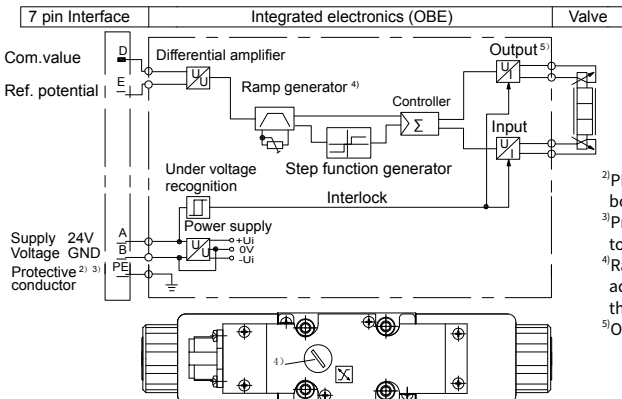 7 pin Interface
Integrated electronics (OBE)
Valve
Com.value
D
Differential amplifier
Output 5)
Ref. potential
E
U
U
Ramp generator 4)
U
I
Controller
Σ
Input
U
I
Step function generator
Under voltage
recognition
Interlock
Power supply
Supply 24V
A
U
U
+Ui
0V
-Ui
Voltage GND
B
Protective 2) 3)
PE
conductor
4)
2)
bo
3)
to
4)Ra
ac
th
5)O